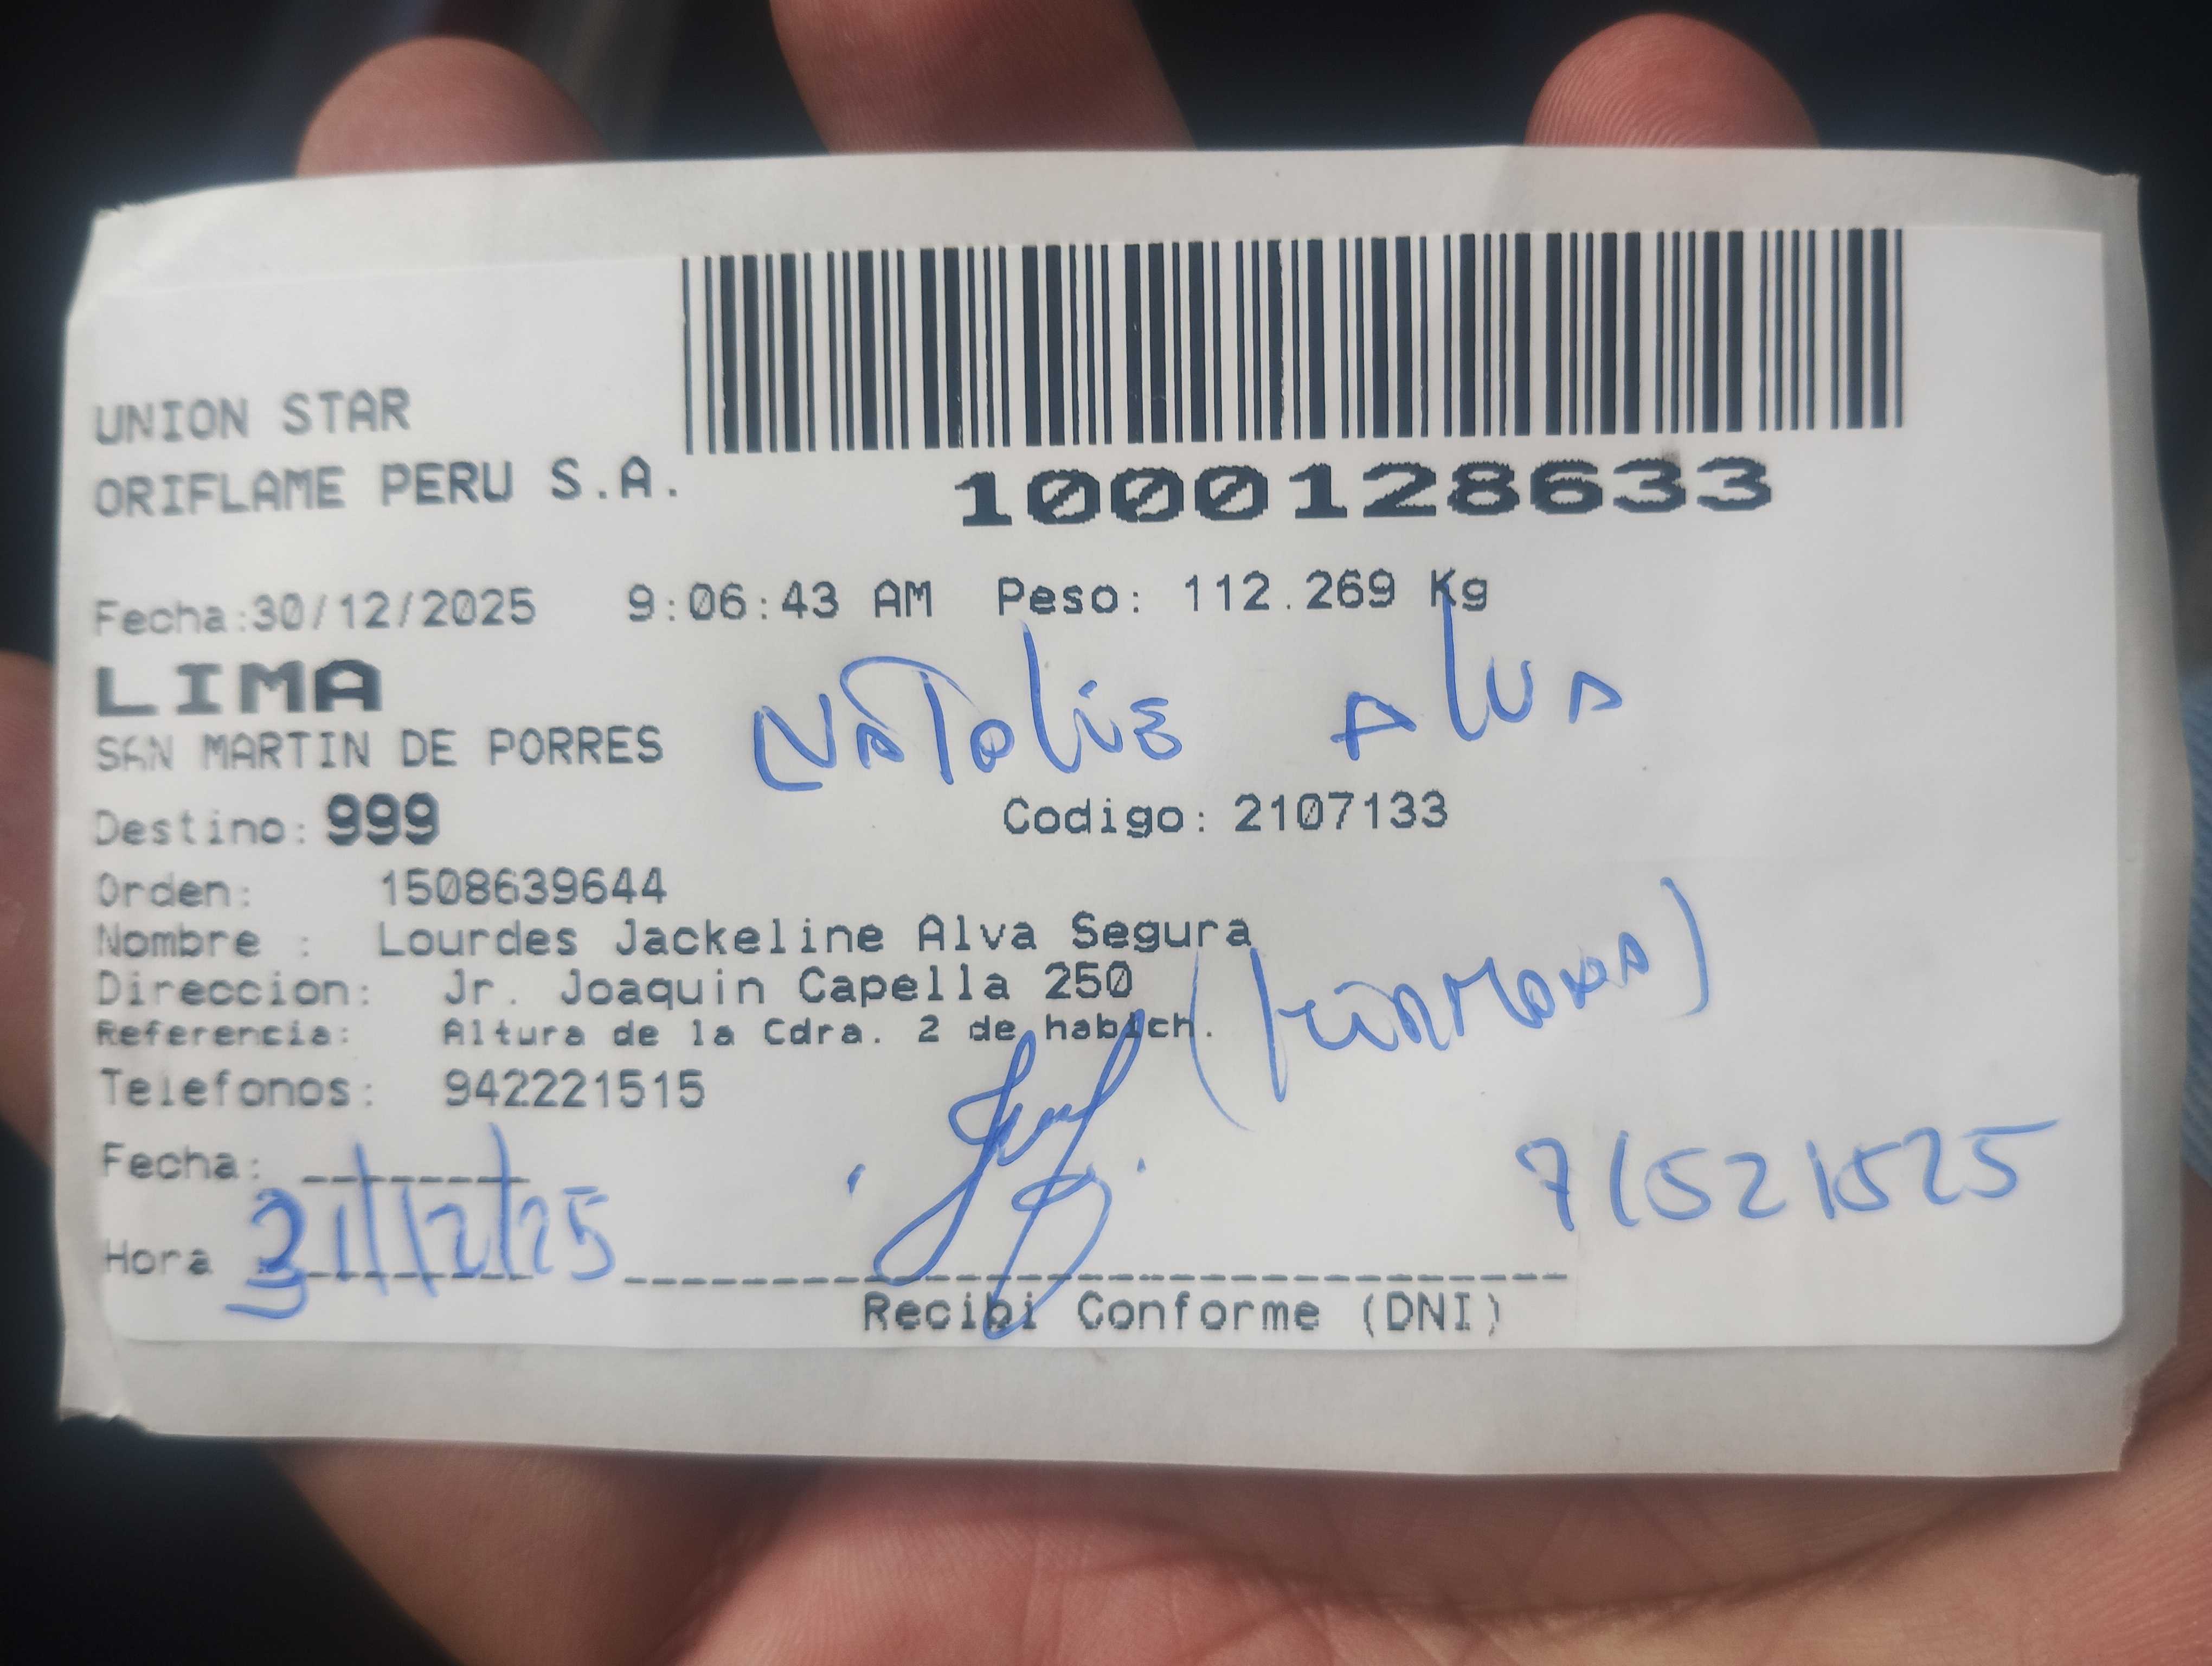 UNION STAR
ORIFLAME PERU S.A.
1000128633
Fecha:30/12/2025 9:06:43 AM Peso: 112.269 Kg
LIMA
SAN MARTIN DE PORRES
NATALiE AlVA
Destino: 999 Codigo: 2107133
Orden: 1508639644
Nombre : Lourdes Jackeline Alva Segura
Direccion: Jr. Joaquin Capella 250
Referencia: Altura de la Cdra. 2 de habich.
(HERMANA)
Telefonos: 942221515
Fecha:
71521525
Hora 31/12/25
Recibi Conforme (DNI)